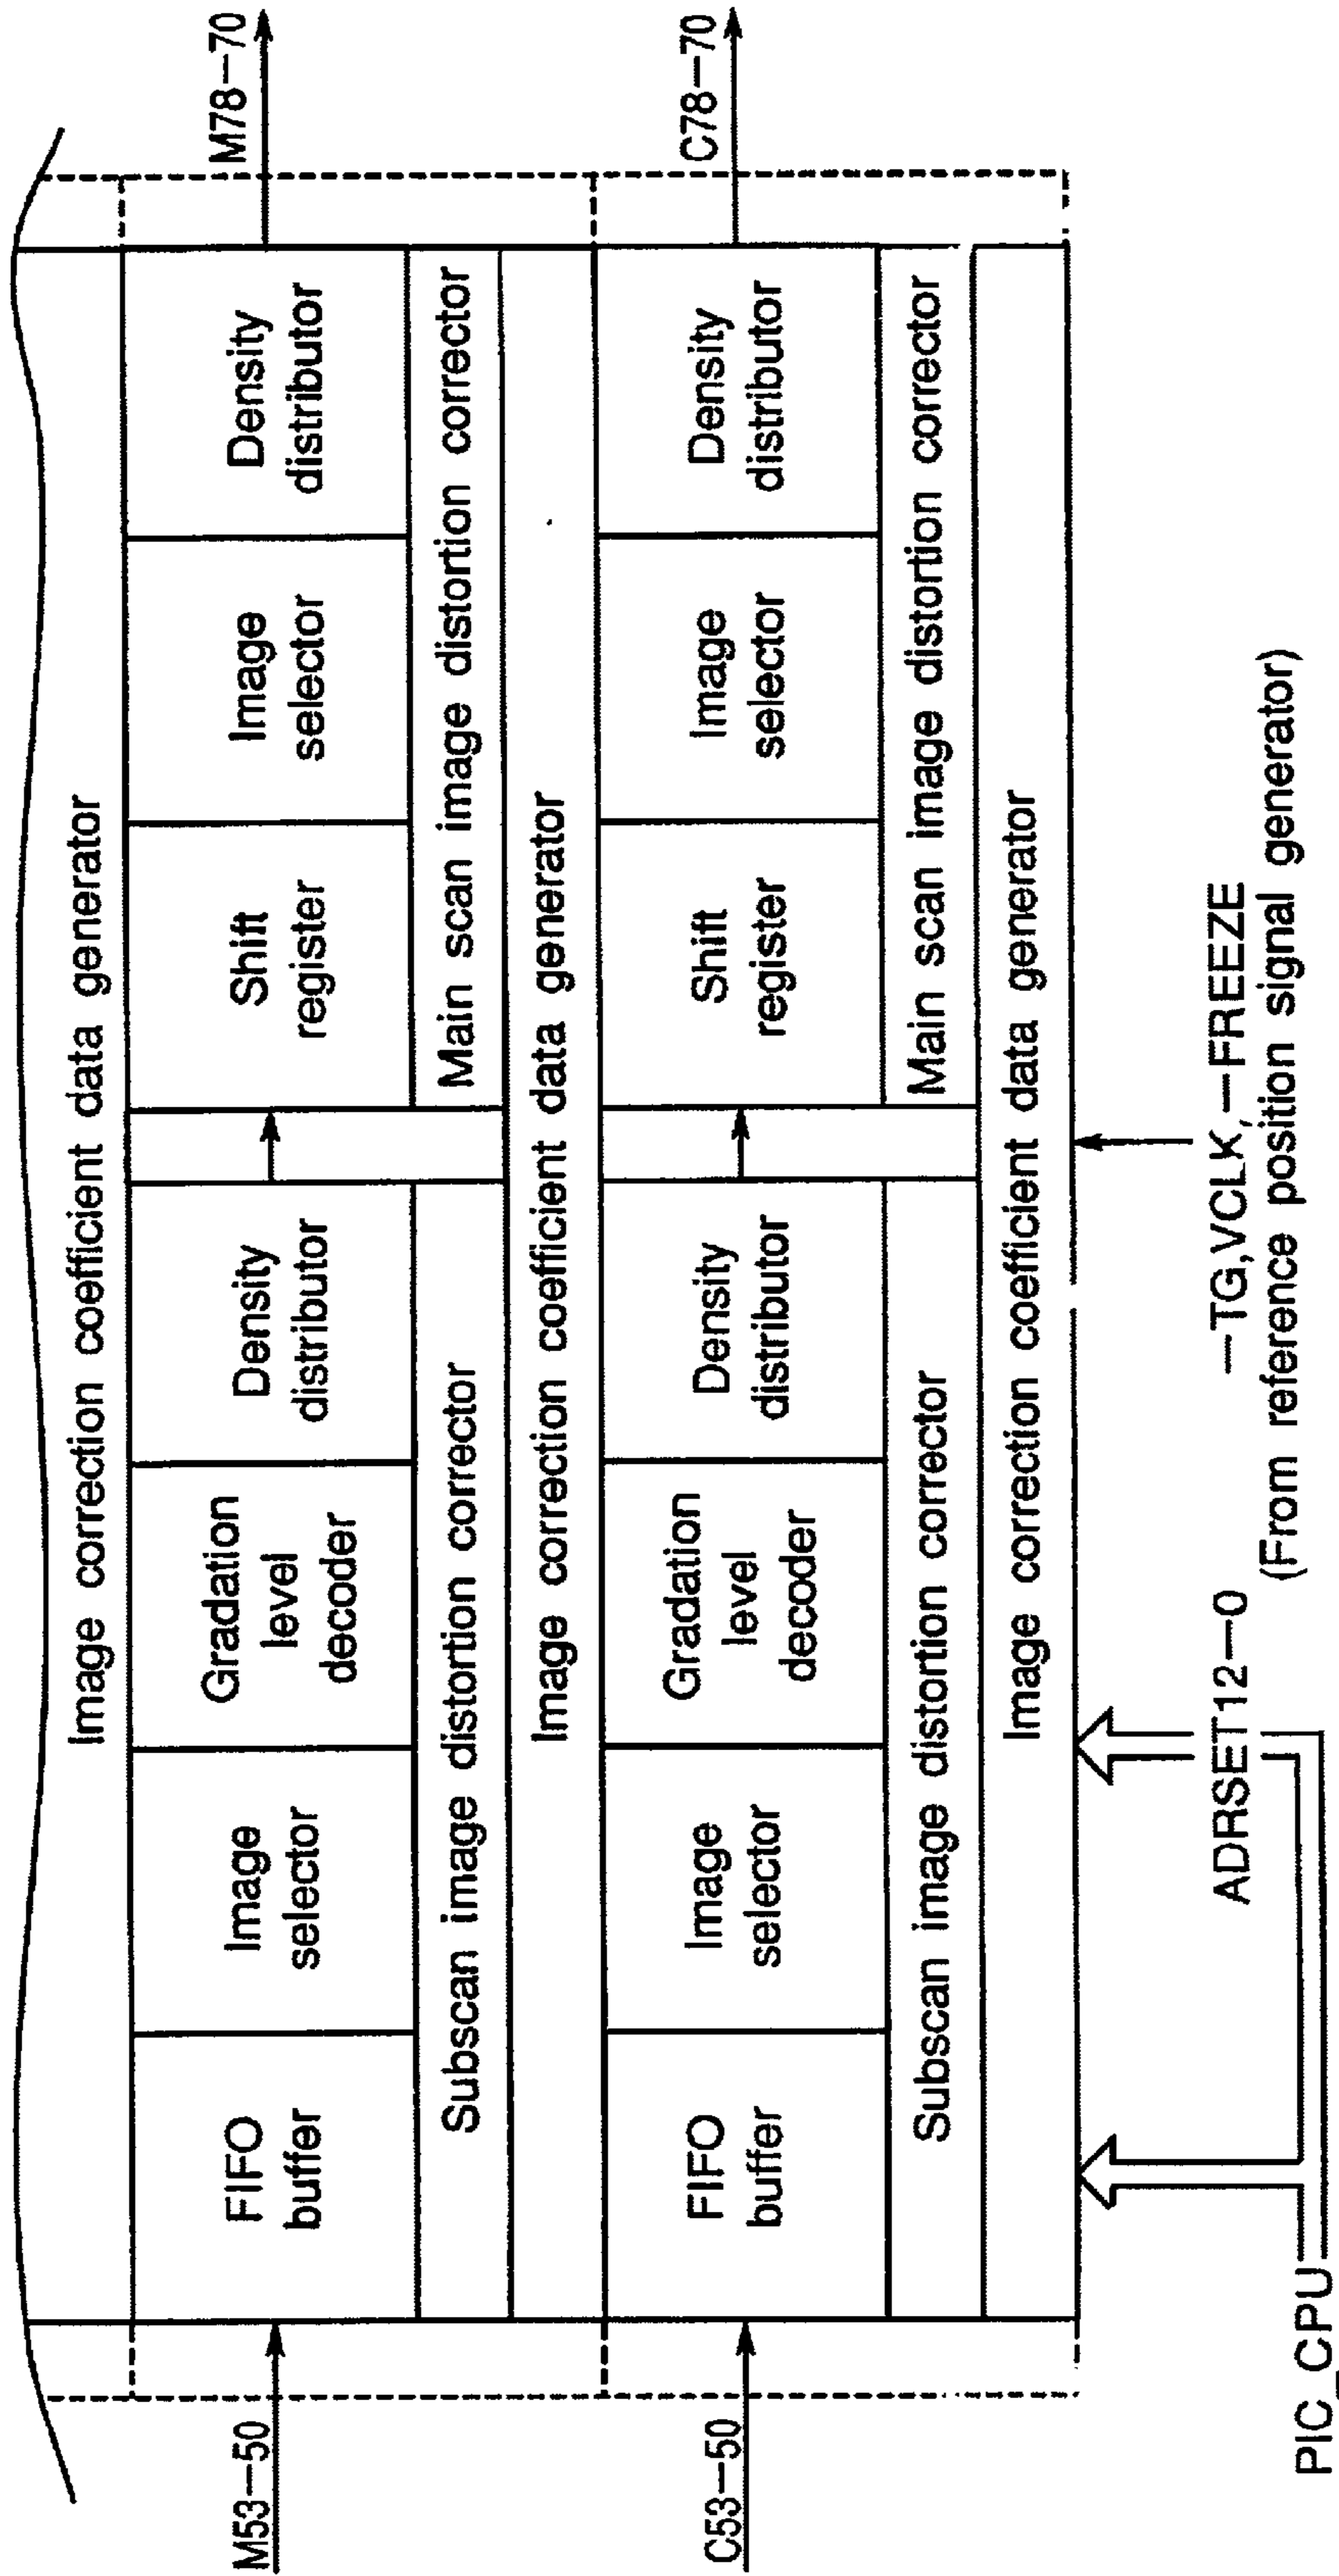 Image correction coefficient data generator
M53—50
FIFO
buffer
Image
selector
Gradation
level
decoder
Density
distributor
Shift
register
Image
selector
Density
distributor
M78—70
Subscan image distortion corrector
Main scan image distortion corrector
Image correction coefficient data generator
C53—50
FIFO
buffer
Image
selector
Gradation
level
decoder
Density
distributor
Shift
register
Image
selector
Density
distributor
C78—70
Subscan image distortion corrector
Main scan image distortion corrector
Image correction coefficient data generator
PIC_CPU
ADRSET12—0
—TG,VCLK,—FREEZE
(From reference position signal generator)